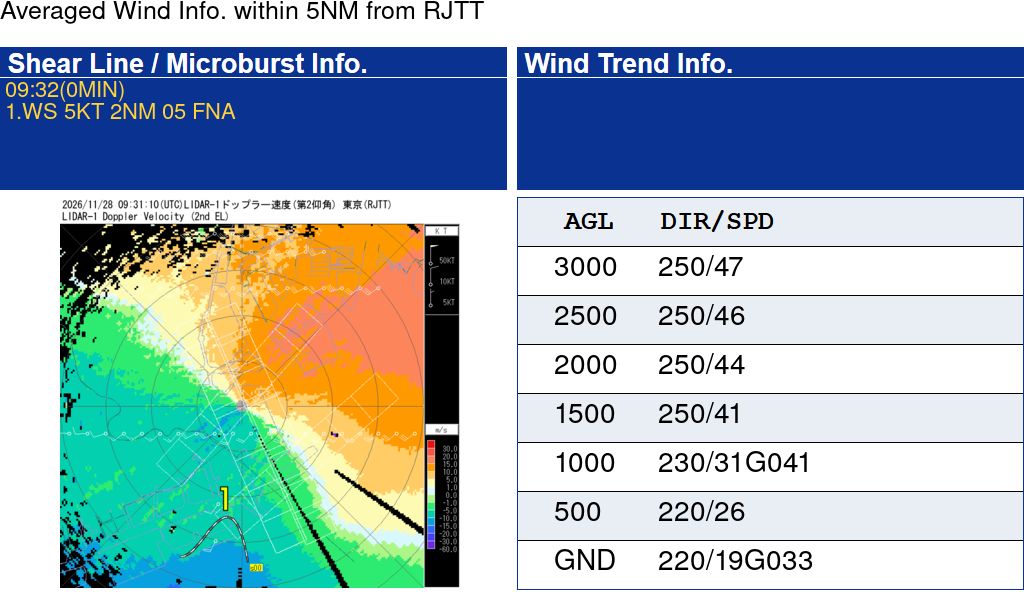 Averaged Wind Info. within 5NM from RJTT
Shear Line / Microburst Info.
09:32(0MIN)
1.WS 5KT 2NM 05 FNA
Wind Trend Info.
2026/11/28 09:31:10(UTC)LIDAR-1ドップラー速度(第2仰角) 東京(RJTT)
LIDAR-1 Doppler Velocity (2nd EL)
KT
50KT
10KT
5KT
m/s
30.0
20.0
15.0
10.0
5.0
1.0
0.0
-1.0
-5.0
-10.0
-15.0
-20.0
-30.0
-60.0
1
AGL DIR/SPD
3000 250/47
2500 250/46
2000 250/44
1500 250/41
1000 230/31G041
500 220/26
GND 220/19G033